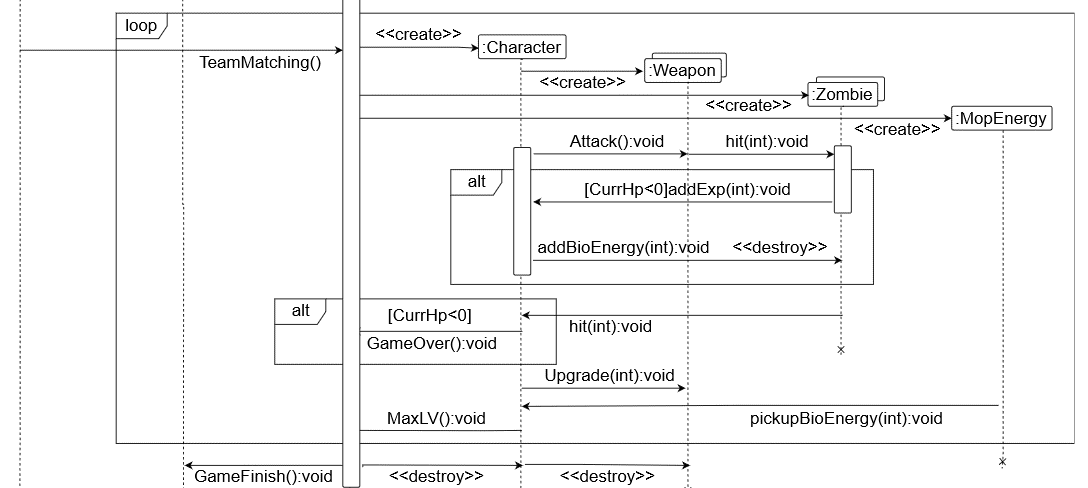 loop
<<create>>
:Character
TeamMatching()
:Weapon
<<create>>
:Zombie
<<create>>
:MopEnergy
<<create>>
Attack():void
hit(int):void
alt
[CurrHp<0]addExp(int):void
addBioEnergy(int):void
<<destroy>>
alt
[CurrHp<0]
hit(int):void
GameOver():void
Upgrade(int):void
MaxLV():void
pickupBioEnergy(int):void
GameFinish():void
<<destroy>>
<<destroy>>